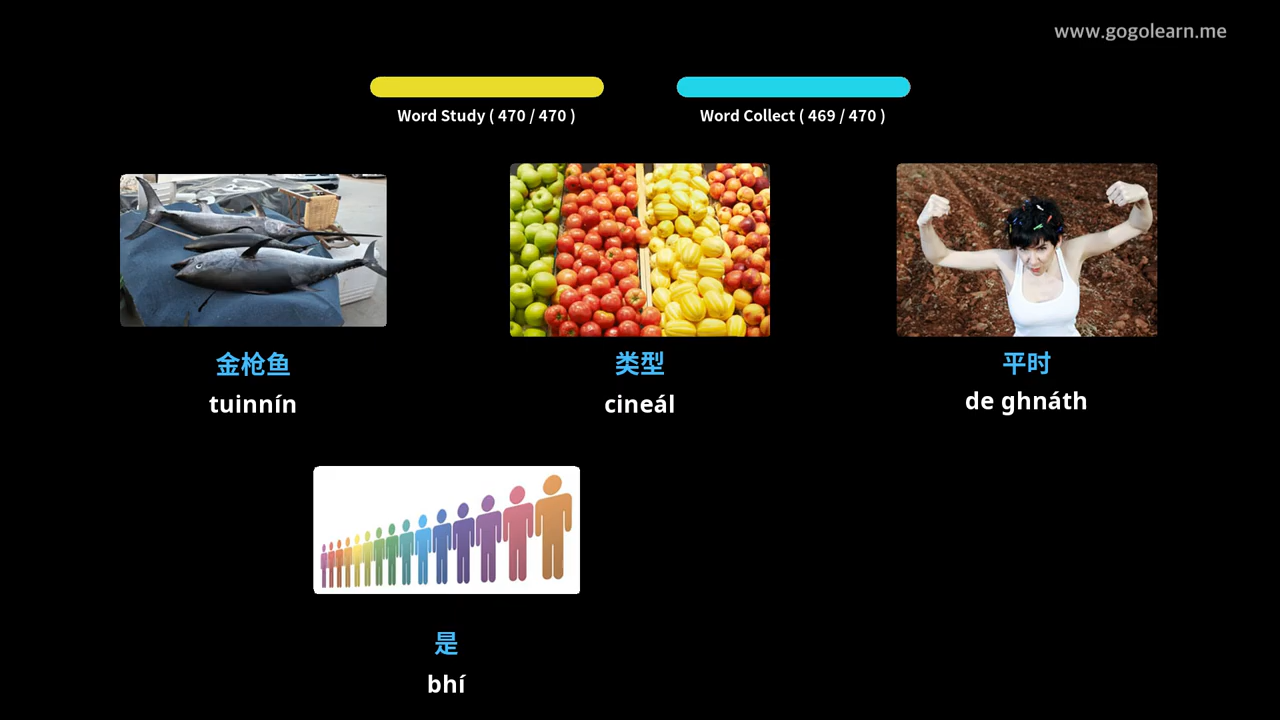 www.gogolearn.me
Word Study ( 470 / 470 )
Word Collect ( 469 / 470 )
金枪鱼
tuinnín
类型
cineál
平时
de ghnáth
是
bhí